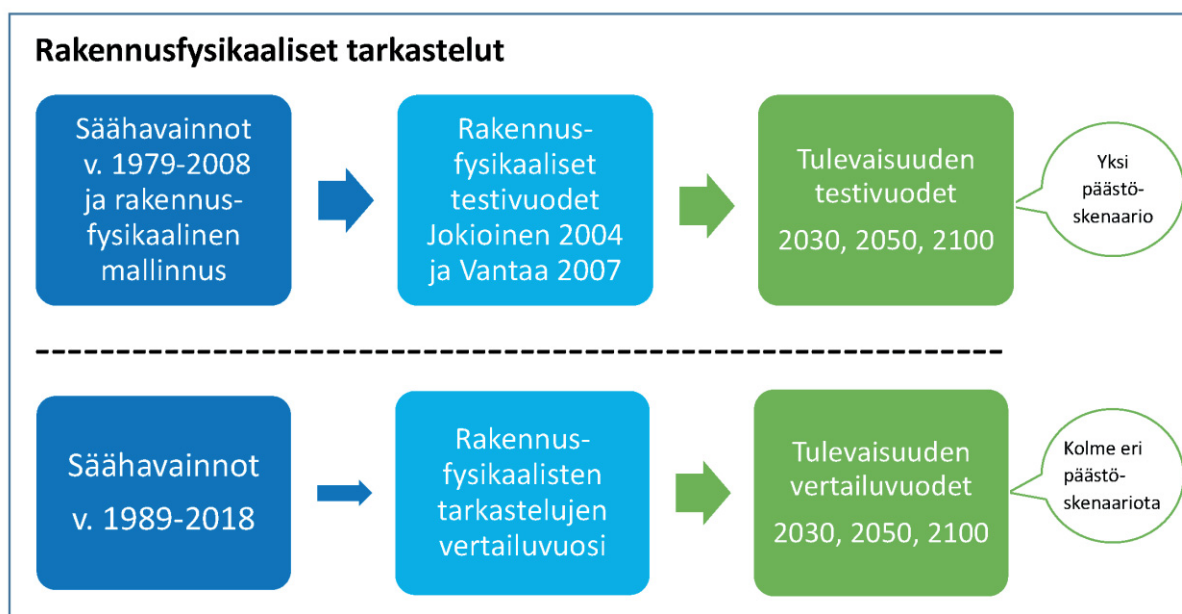 Rakennusfysikaaliset tarkastelut
Säähavainnot
v. 1979-2008
ja rakennus-
fysikaalinen
mallinnus
Rakennus-
fysikaaliset
testivuodet
Jokioinen 2004
ja Vantaa 2007
Tulevaisuuden
testivuodet
2030, 2050, 2100
Yksi
päästö-
skenaario
Säähavainnot
v. 1989-2018
Rakennus-
fysikaalisten
tarkastelujen
vertailuvuosi
Tulevaisuuden
vertailuvuodet
2030, 2050, 2100
Kolme eri
päästö-
skenaariota